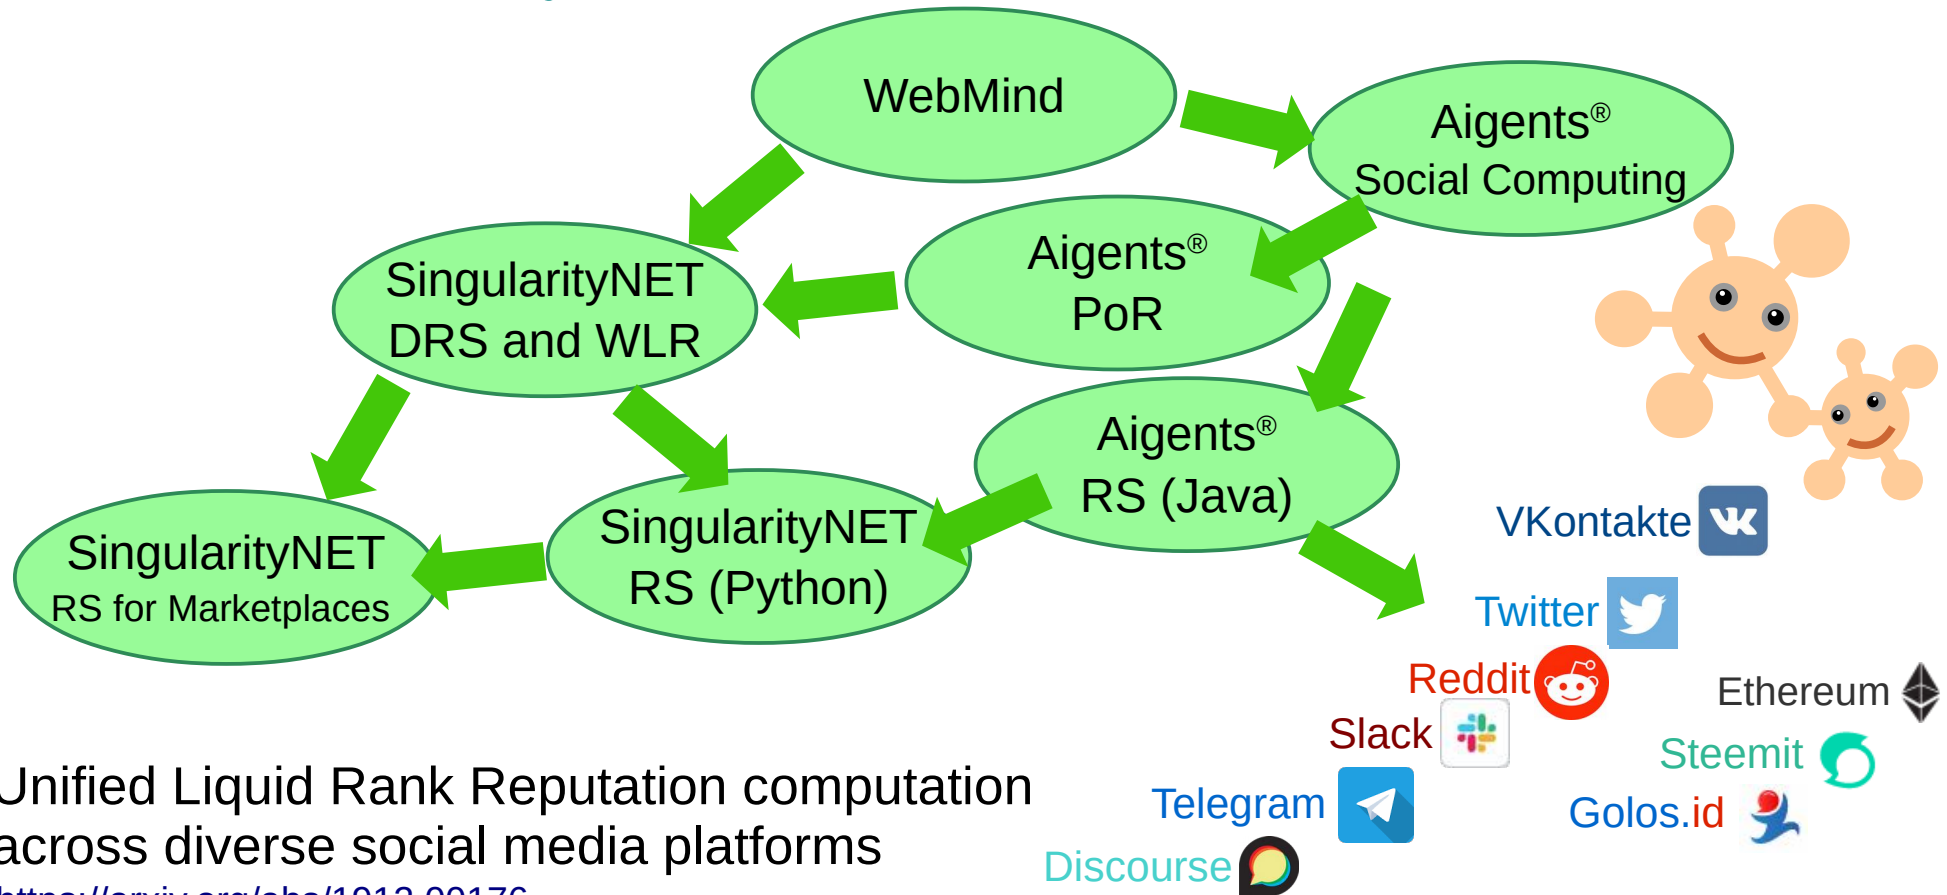 WebMind
Aigents®
Social Computing
Aigents®
PoR
SingularityNET
DRS and WLR
Aigents®
RS (Java)
SingularityNET
RS (Python)
SingularityNET
RS for Marketplaces
VKontakte
Twitter
Reddit
Ethereum
Slack
Steemit
Telegram
Golos.id
Discourse
Unified Liquid Rank Reputation computation
across diverse social media platforms